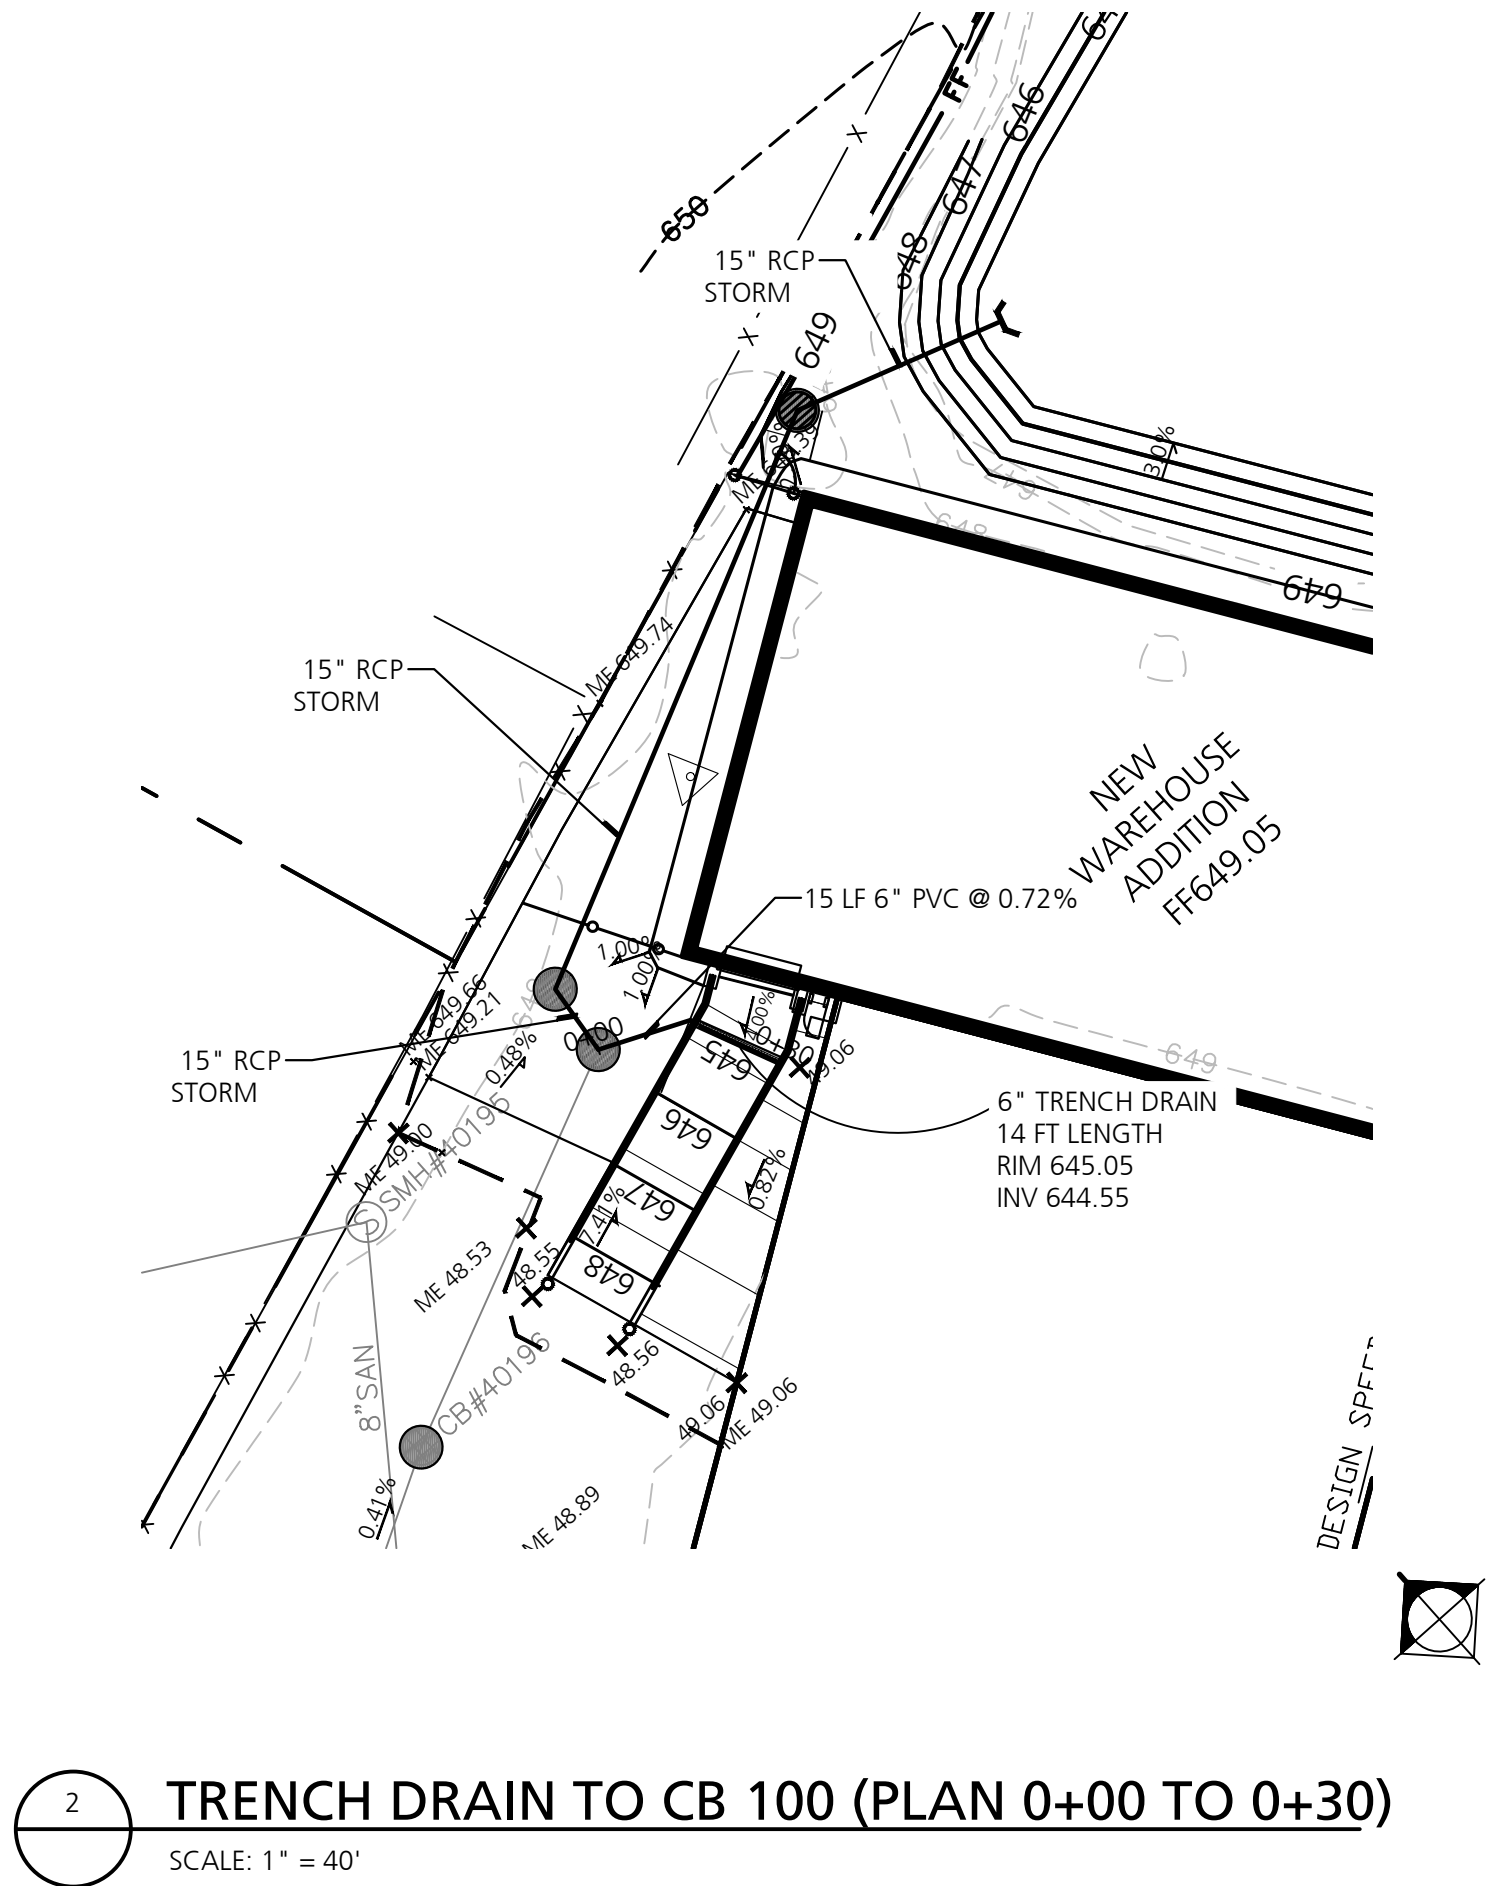 FF
646
647
650
648
15" RCP
STORM
X
X
649
3.0%
648
649
ME 649.74
15" RCP
STORM
X
NEW
WAREHOUSE
ADDITION
FF649.05
15 LF 6" PVC @ 0.72%
1.00%
1.00%
4.00%
ME 649.66
ME 649.21
0+00
0+30
0.48%
645
49.06
649
15" RCP
STORM
6" TRENCH DRAIN
14 FT LENGTH
RIM 645.05
INV 644.55
646
ME 49.00
SMH#40195
S
0.82%
647
7.41%
ME 48.53
48.55
648
48.56
8"SAN
CB#40196
49.06
ME 49.06
0.41%
ME 48.89
DESIGN
2
TRENCH DRAIN TO CB 100 (PLAN 0+00 TO 0+30)
SCALE: 1" = 40'